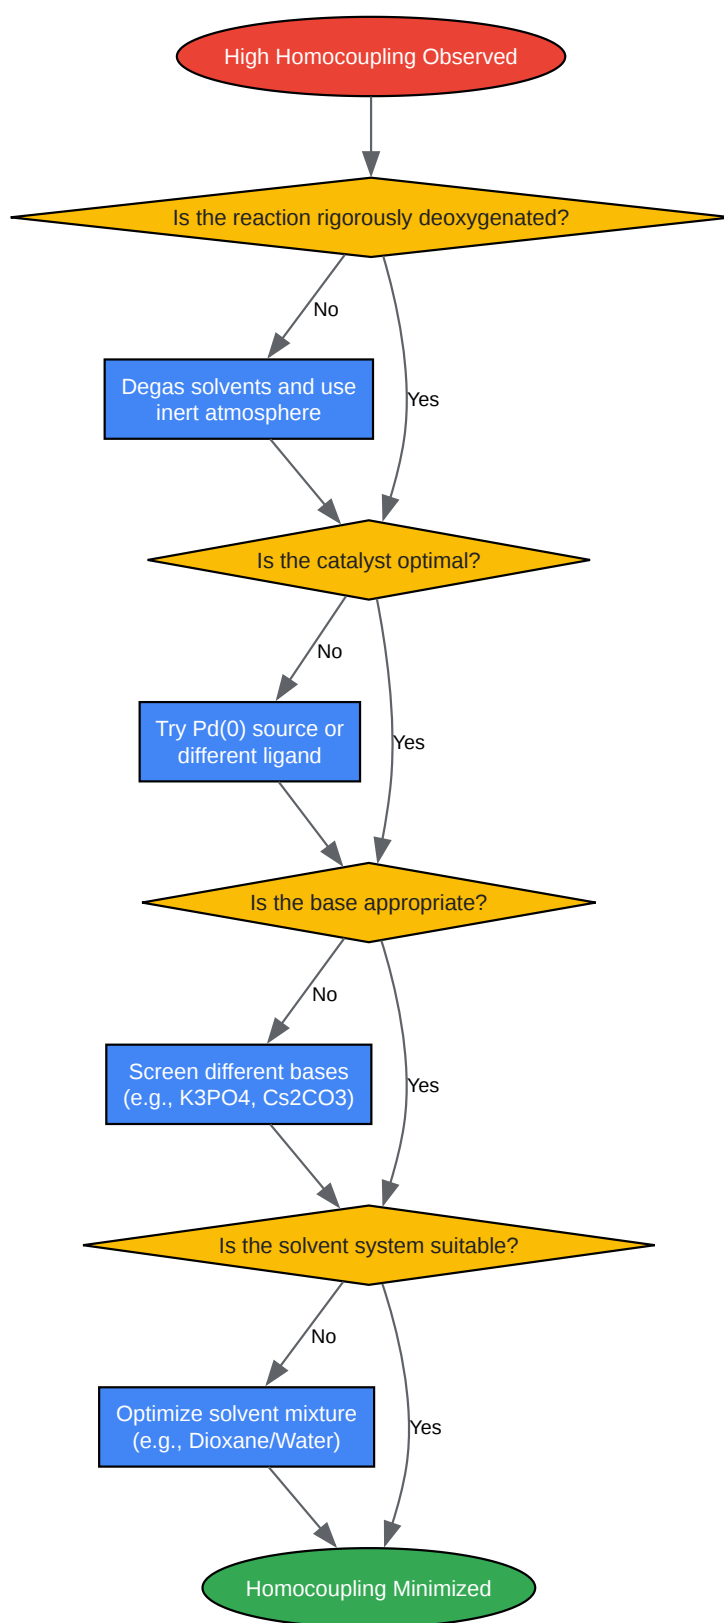 High Homocoupling Observed
Is the reaction rigorously deoxygenated?
No
Degas solvents and use
inert atmosphere
Yes
Is the catalyst optimal?
No
Try Pd(0) source or
different ligand
Yes
Is the base appropriate?
No
Screen different bases
(e.g., K3PO4, Cs2CO3)
Yes
Is the solvent system suitable?
No
Optimize solvent mixture
(e.g., Dioxane/Water)
Yes
Homocoupling Minimized